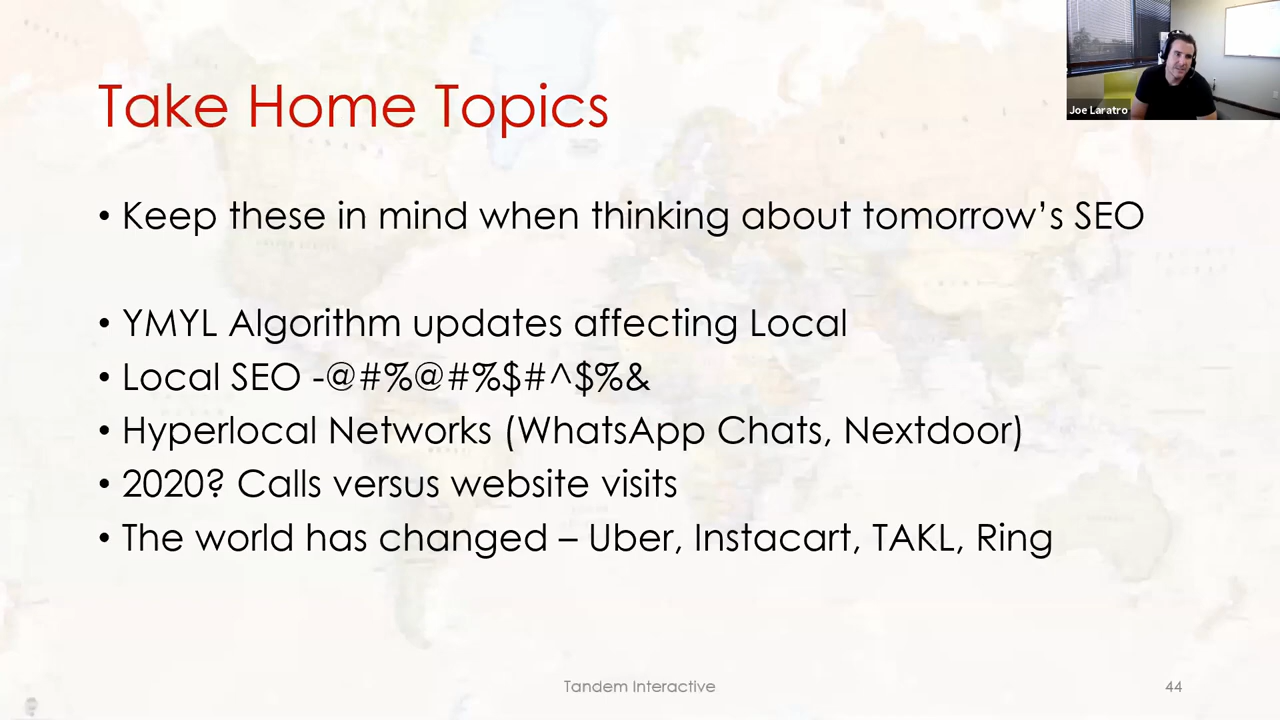 Joe Laratro
Take Home Topics
• Keep these in mind when thinking about tomorrow’s SEO
• YMYL Algorithm updates affecting Local
• Local SEO -@#%@#%$#^$%&
• Hyperlocal Networks (WhatsApp Chats, Nextdoor)
• 2020? Calls versus website visits
• The world has changed – Uber, Instacart, TAKL, Ring
Tandem Interactive
44